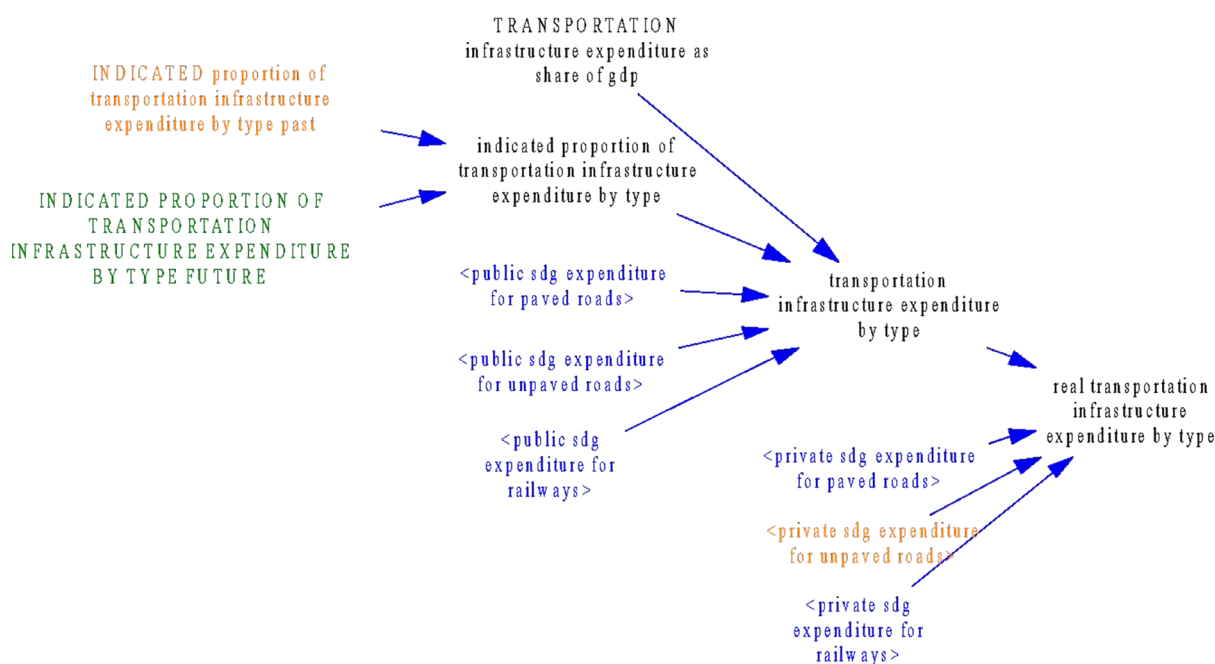 TRANSPORTATION
infrastructure expenditure as
share of gdp
INDICATED proportion of
transportation infrastructure
expenditure by type past
indicated proportion of
transportation infrastructure
expenditure by type
INDICATED PROPORTION OF
TRANSPORTATION
INFRASTRUCTURE EXPENDITURE
BY TYPE FUTURE
<public sdg expenditure
for paved roads>
transportation
infrastructure expenditure
by type
<public sdg expenditure
for unpaved roads>
real transportation
infrastructure
expenditure by type
<public sdg
expenditure for
railways>
<private sdg expenditure
for paved roads>
<private sdg expenditure
for unpaved roads>
<private sdg
expenditure for
railways>